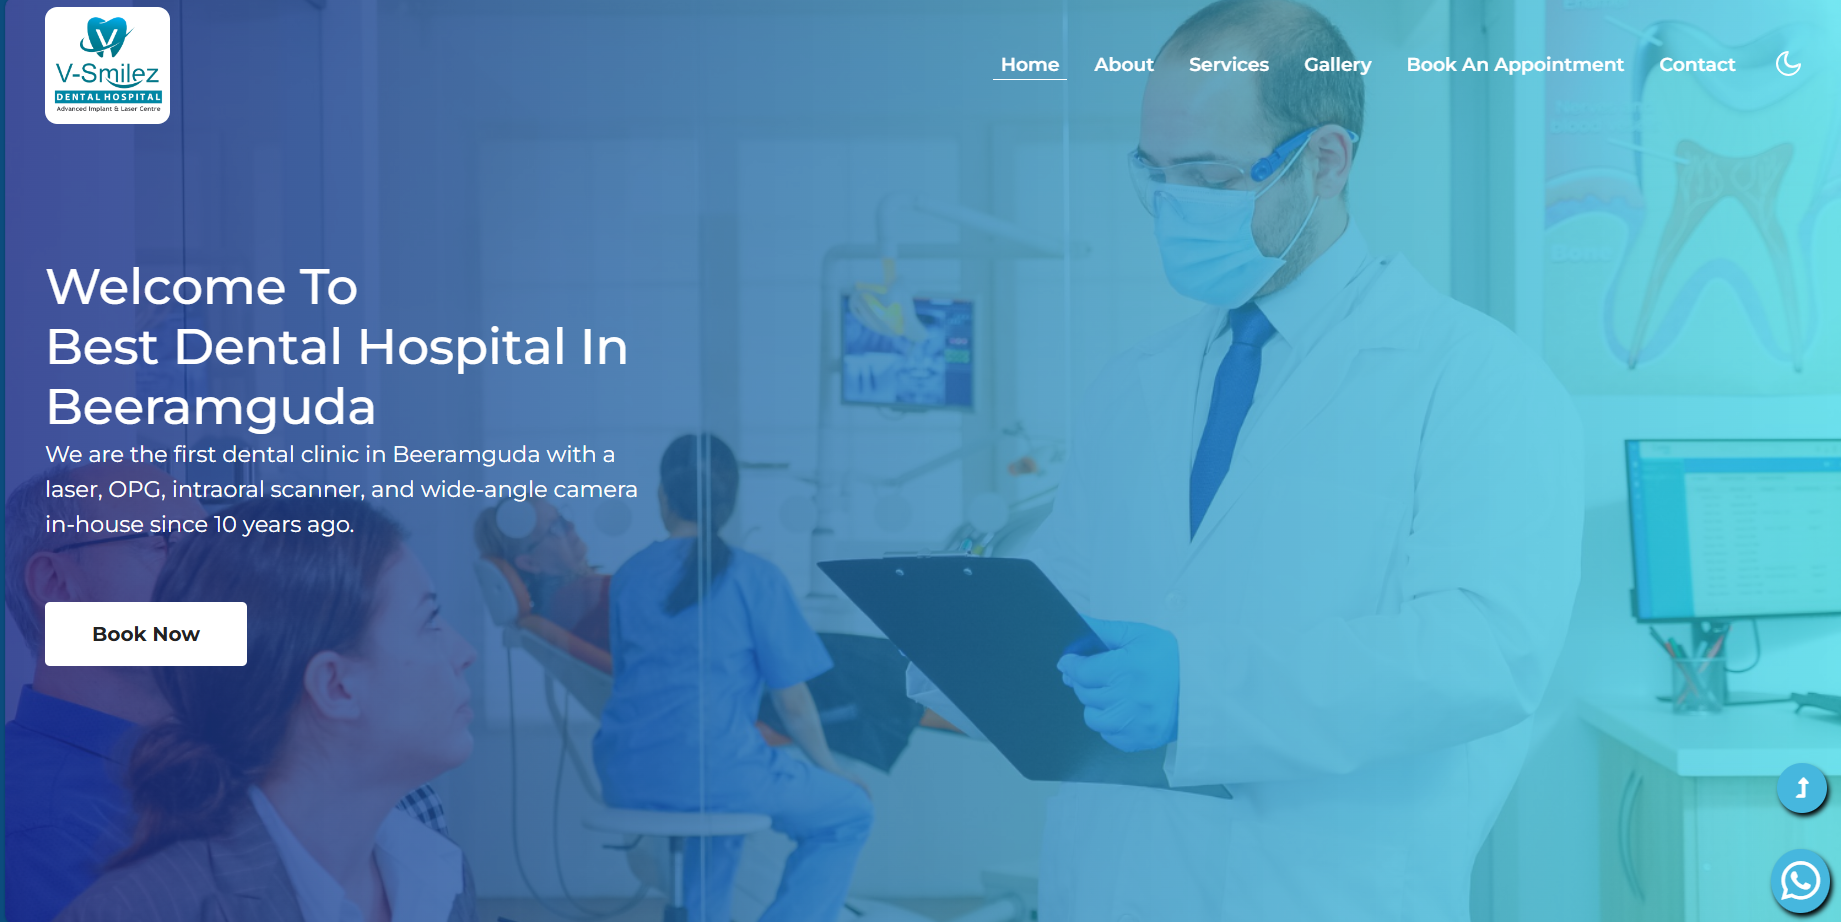 V-Smilez
DENTAL HOSPITAL
Advanced Implant & Laser Centre
Home
About
Services
Gallery
Book An Appointment
Contact
Welcome To
Best Dental Hospital In
Beeramguda
We are the first dental clinic in Beeramguda with a
laser, OPG, intraoral scanner, and wide-angle camera
in-house since 10 years ago.
Book Now